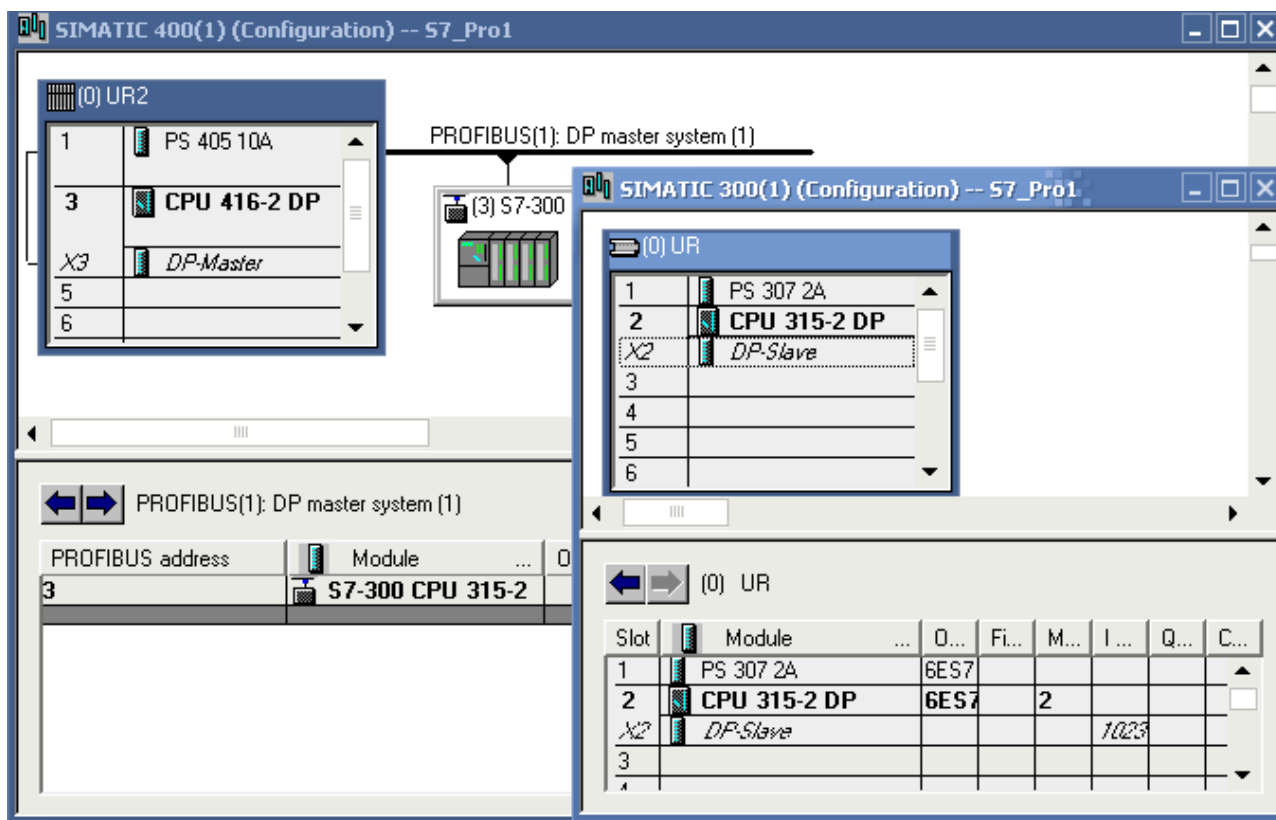 SIMATIC 400(1) (Configuration) -- S7_Pro1
(0) UR2
1 PS 405 10A
3 CPU 416-2 DP
X3 DP-Master
5
6
PROFIBUS(1): DP master system (1)
(3) S7-300
PROFIBUS(1): DP master system (1)
PROFIBUS address Module ... O
3 S7-300 CPU 315-2
SIMATIC 300(1) (Configuration) -- S7_Pro1
(0) UR
1 PS 307 2A
2 CPU 315-2 DP
X2 DP-Slave
3
4
5
6
(0) UR
Slot Module ... O... Fi... M... I ... Q... C...
1 PS 307 2A 6ES7
2 CPU 315-2 DP 6ES7 2
X2 DP-Slave 1023
3